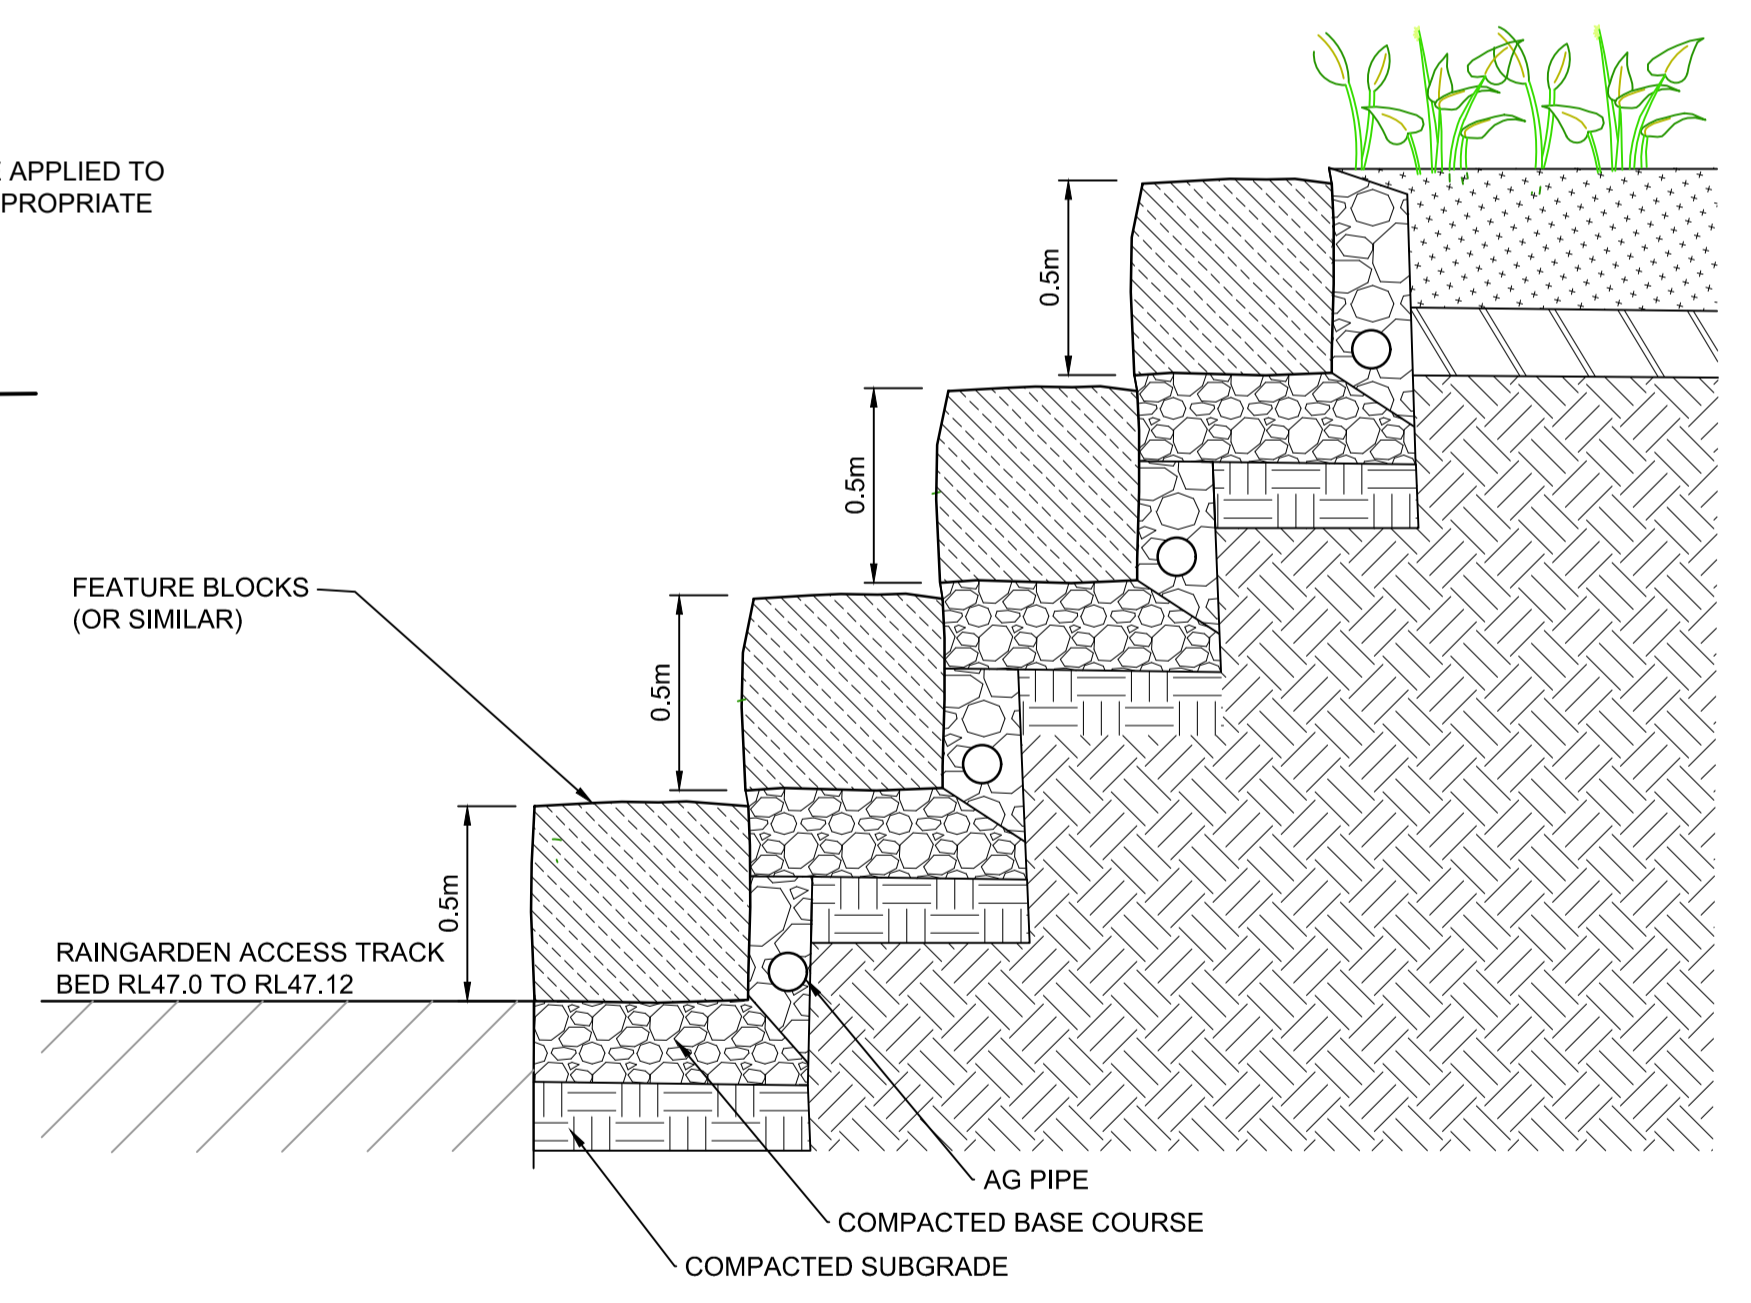 APPLIED TO
PROPRIATE
0.5m
0.5m
FEATURE BLOCKS
(OR SIMILAR)
0.5m
0.5m
RAINGARDEN ACCESS TRACK
BED RL47.0 TO RL47.12
AG PIPE
COMPACTED BASE COURSE
COMPACTED SUBGRADE